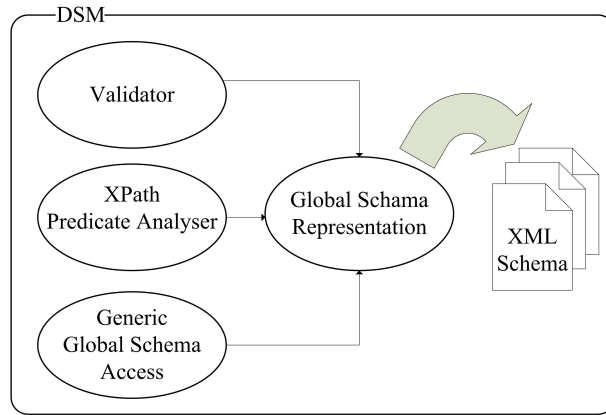 DSM
Validator
XPath
Predicate Analyser
Generic
Global Schema
Access
Global Schama
Representation
XML
Schema